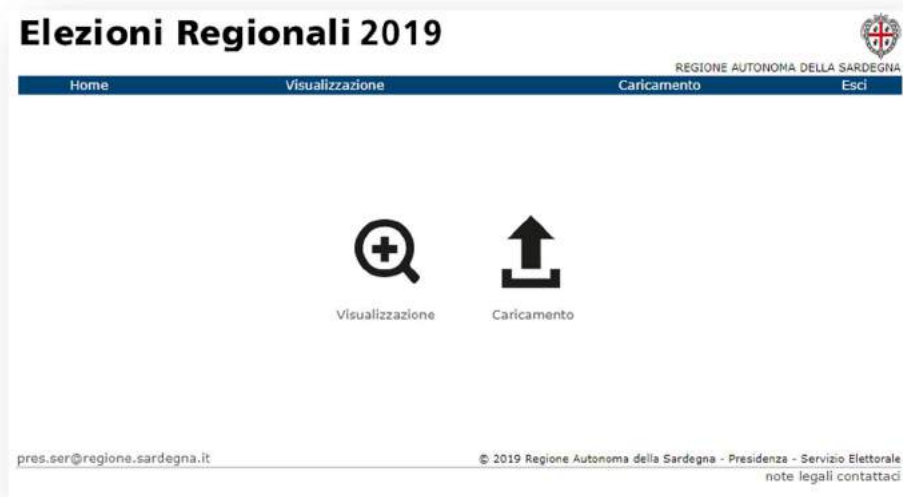 Elezioni Regionali 2019
REGIONE AUTONOMA DELLA SARDEGNA
Home Visualizzazione Caricamento Esci
Visualizzazione Caricamento
pres.ser@regione.sardegna.it © 2019 Regione Autonoma della Sardegna - Presidenza - Servizio Elettorale
note legali contattaci